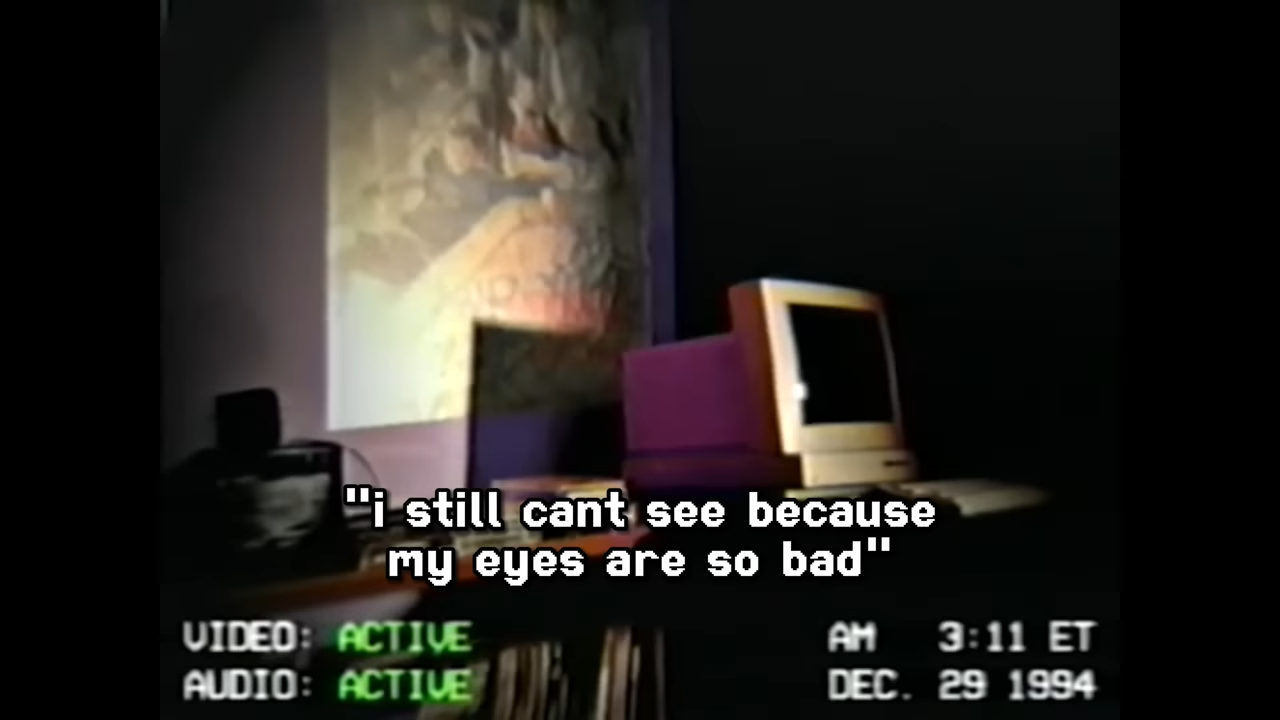 "i still cant see because
my eyes are so bad"
VIDEO: ACTIVE
AUDIO: ACTIVE
AM 3:11 ET
DEC. 29 1994